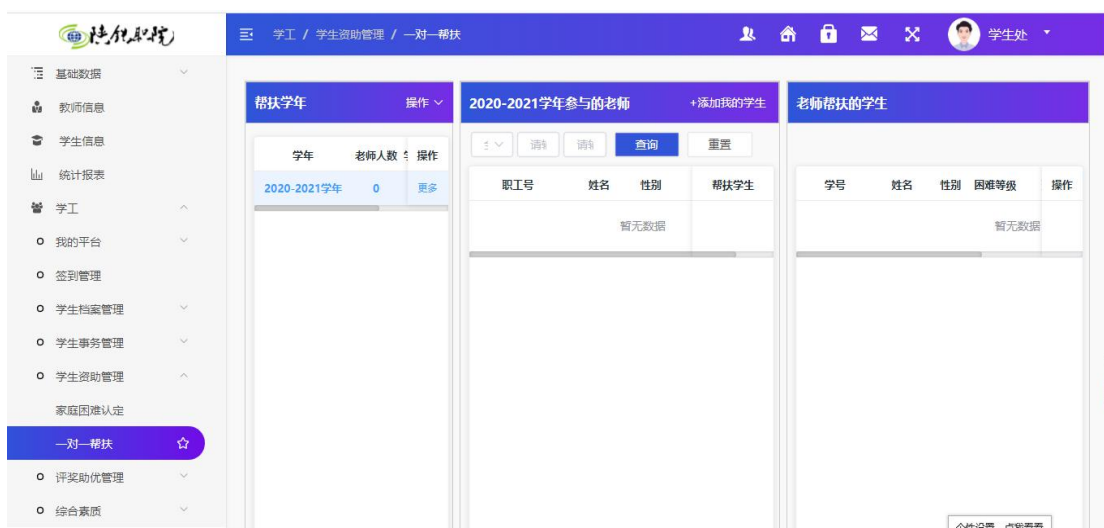 陕能职院
学工 / 学生资助管理 / 一对一帮扶
学生处
基础数据
教师信息
学生信息
统计报表
学工
我的平台
签到管理
学生档案管理
学生事务管理
学生资助管理
家庭困难认定
一对一帮扶
评奖助优管理
综合素质
帮扶学年 操作
学年 老师人数 操作
2020-2021学年 0 更多
2020-2021学年参与的老师 +添加我的学生
请输 请输 查询 重置
职工号 姓名 性别 帮扶学生
暂无数据
老师帮扶的学生
学号 姓名 性别 困难等级 操作
暂无数据